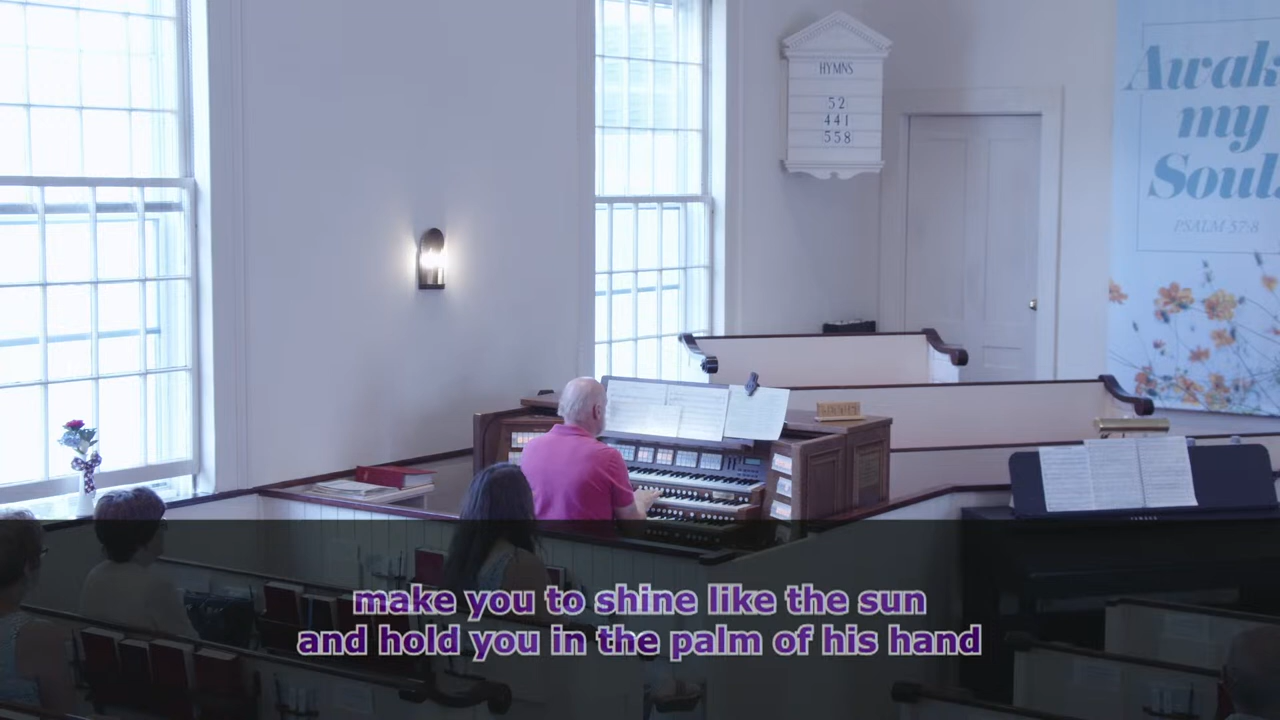 HYMNS
52
441
558
Awak
my
Soul
PSALM 57:8
YAMAHA
make you to shine like the sun
and hold you in the palm of his hand